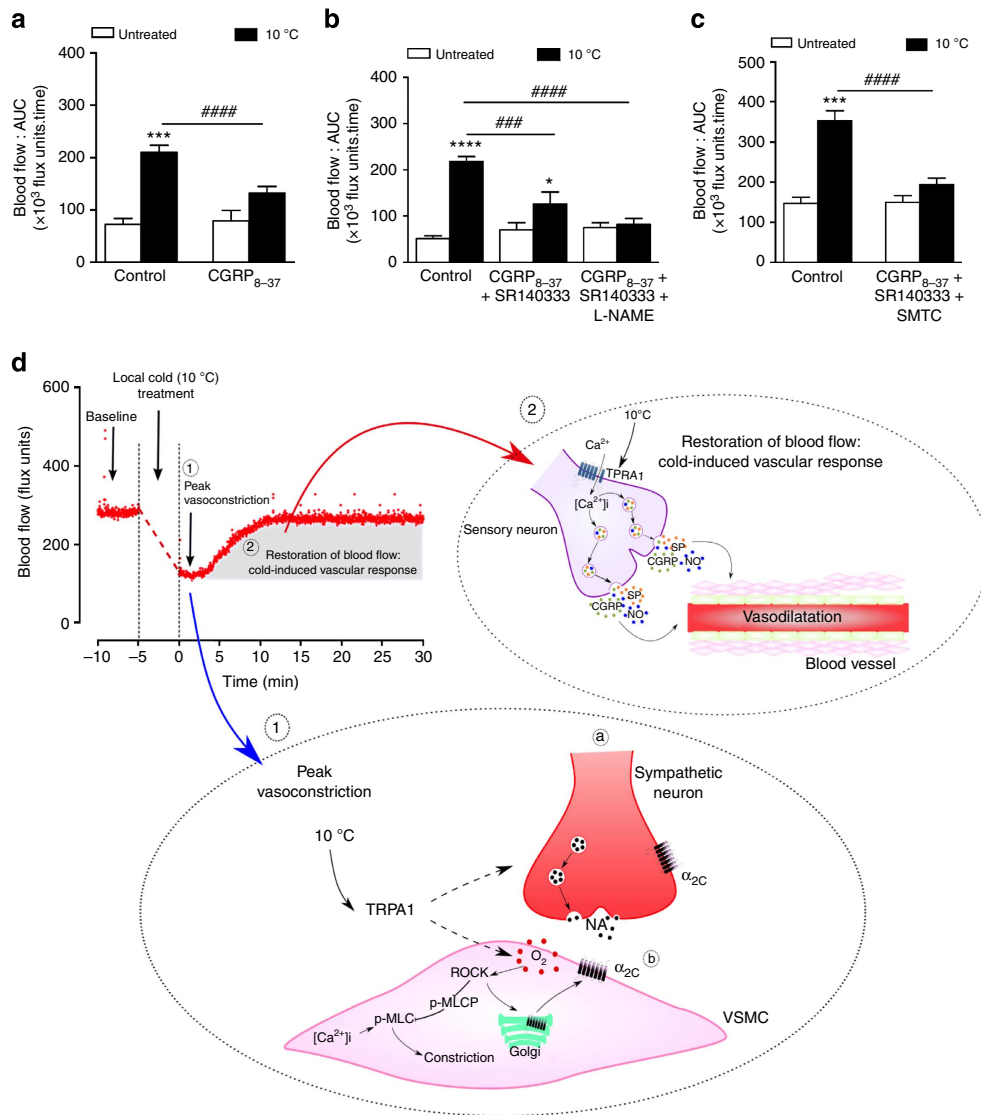 a
Untreated 10 °C
Blood flow : AUC
(×10³ flux units.time)
400
300
200
100
0
####
***
Control CGRP₈₋₃₇
b
Untreated 10 °C
Blood flow : AUC
(×10³ flux units.time)
400
300
200
100
0
####
###
****
*
Control
CGRP₈₋₃₇
+ SR140333
CGRP₈₋₃₇ +
SR140333 +
L-NAME
c
Untreated 10 °C
Blood flow : AUC
(×10³ flux units.time)
500
400
300
200
100
0
####
***
Control
CGRP₈₋₃₇ +
SR140333 +
SMTC
d
Blood flow (flux units)
600
400
200
0
Local cold (10 °C)
treatment
Baseline
1
Peak
vasoconstriction
2
Restoration of blood flow:
cold-induced vascular response
–10 –5 0 5 10 15 20 25 30
Time (min)
2
10°C
Restoration of blood flow:
cold-induced vascular response
Ca²⁺
TPRA1
[Ca²⁺]i
Sensory neuron
SP
CGRP NO
SP
CGRP
NO
Vasodilatation
Blood vessel
1
Peak
vasoconstriction
10 °C
TRPA1
a
Sympathetic
neuron
α₂C
NA
O₂
α₂C
b
ROCK
p-MLCP
p-MLC
[Ca²⁺]i
Constriction
Golgi
VSMC